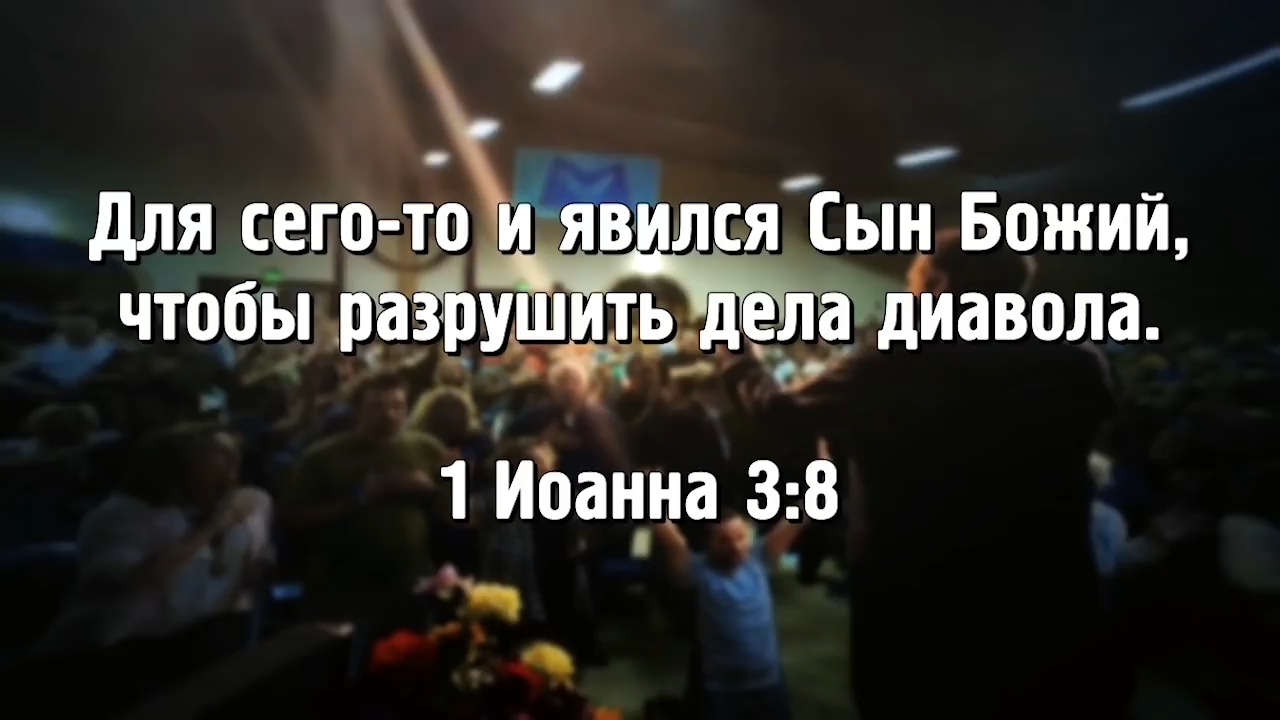 Для сего-то и явился Сын Божий,
чтобы разрушить дела диавола.
1 Иоанна 3:8